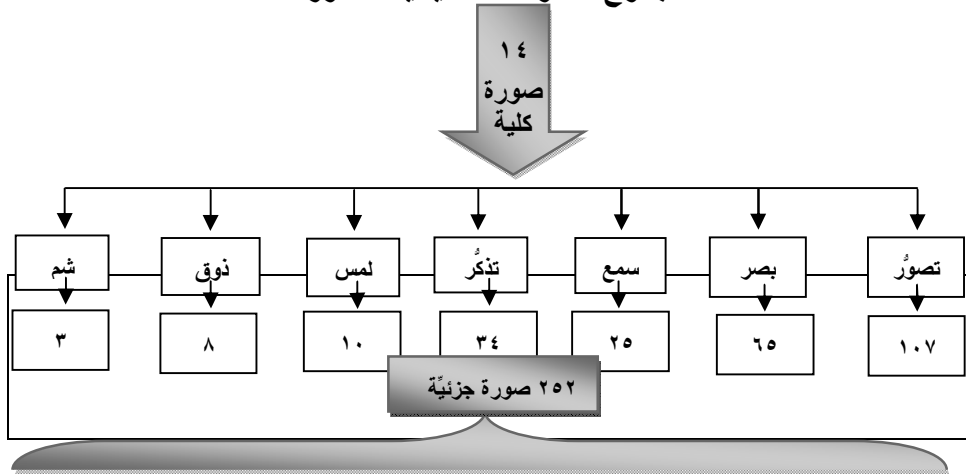 ١٤
صورة
كلية
تصوُّر
بصر
سمع
تذكُّر
لمس
ذوق
شم
١٠٧
٦٥
٢٥
٣٤
١٠
٨
٣
٢٥٢ صورة جزئيِّة